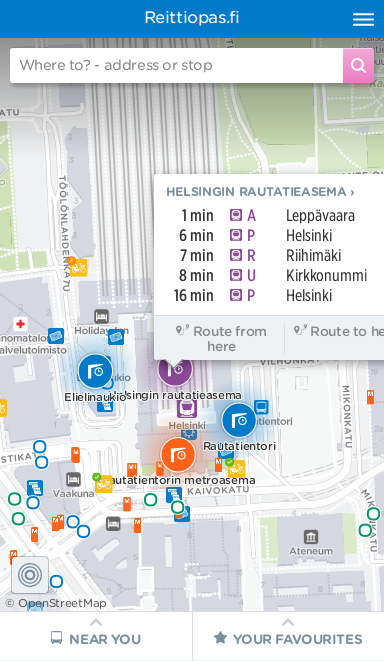 Reittiopas.fi
Where to? - address or stop
TÖÖLÖNLAHDENKATU
HELSINGIN RAUTATIEASEMA ›
1 min A Leppävaara
6 min P Helsinki
7 min R Riihimäki
8 min U Kirkkonummi
16 min P Helsinki
Route from here
Route to he
Holiday Inn
VILHONKATU
Elielinaukio
Helsingin rautatieasema
Helsinki
Rautatientori
MIKONKATU
Rautatientorin metroasema
KAIVOKATU
Vaakuna
Ateneum
© OpenStreetMap
NEAR YOU
YOUR FAVOURITES